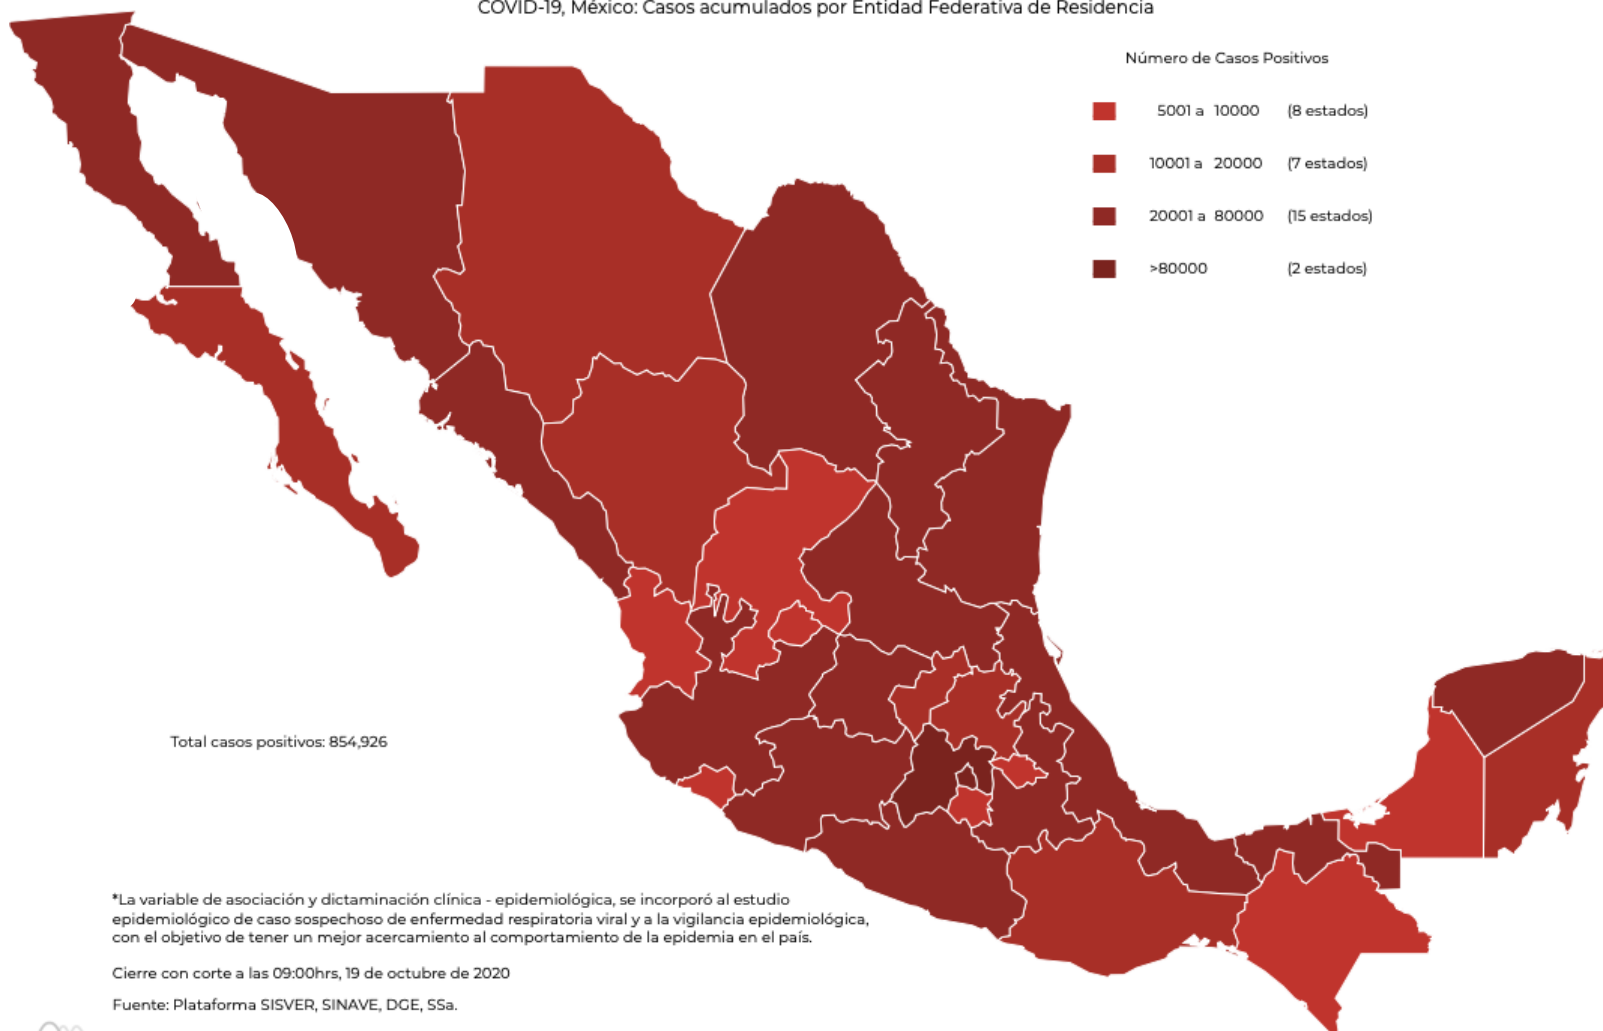 COVID-19, México: Casos acumulados por Entidad Federativa de Residencia
Número de Casos Positivos
5001 a 10000 (8 estados)
10001 a 20000 (7 estados)
20001 a 80000 (15 estados)
>80000 (2 estados)
Total casos positivos: 854,926
*La variable de asociación y dictaminación clínica - epidemiológica, se incorporó al estudio
epidemiológico de caso sospechoso de enfermedad respiratoria viral y a la vigilancia epidemiológica,
con el objetivo de tener un mejor acercamiento al comportamiento de la epidemia en el país.
Cierre con corte a las 09:00hrs, 19 de octubre de 2020
Fuente: Plataforma SISVER, SINAVE, DGE, SSa.